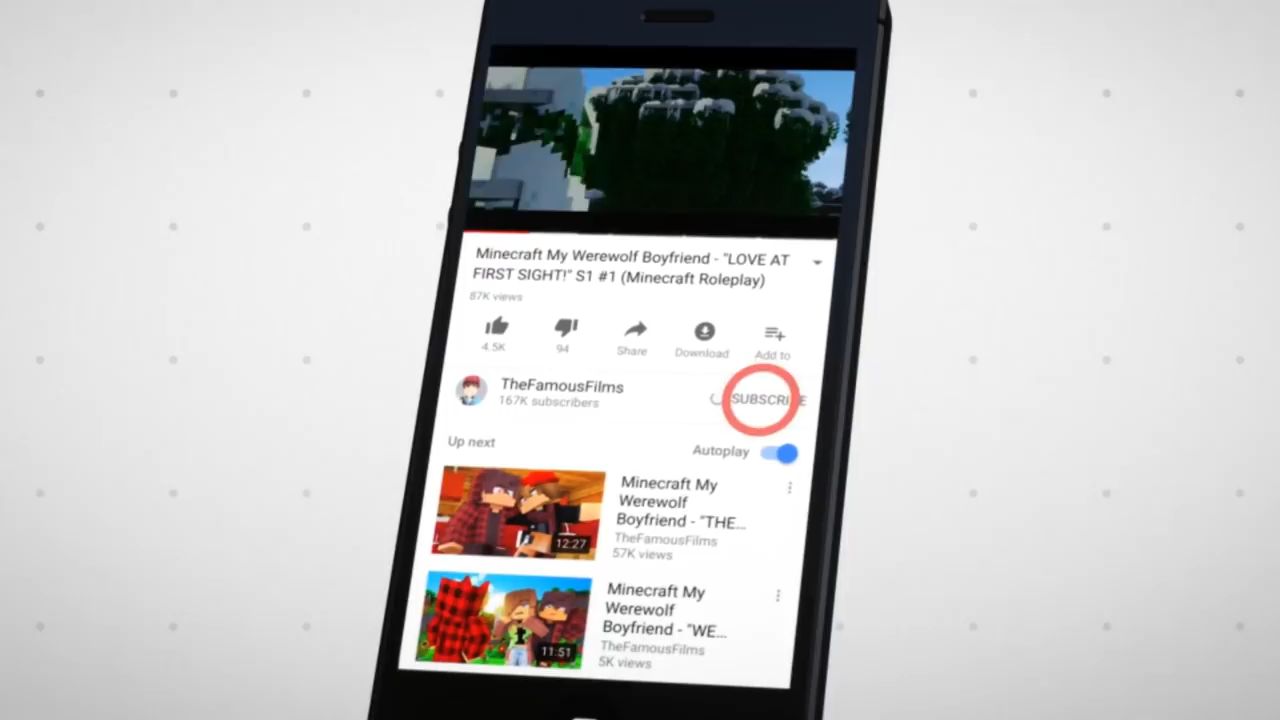 Minecraft My Werewolf Boyfriend - "LOVE AT
FIRST SIGHT!" S1 #1 (Minecraft Roleplay)
87K views
4.5K
94
Share
Download
Add to
TheFamousFilms
SUBSCRIBE
167K subscribers
Up next
Autoplay
Minecraft My
Werewolf
Boyfriend - "THE...
TheFamousFilms
57K views
12:27
Minecraft My
Werewolf
Boyfriend - "WE...
TheFamousFilms
5K views
11:51